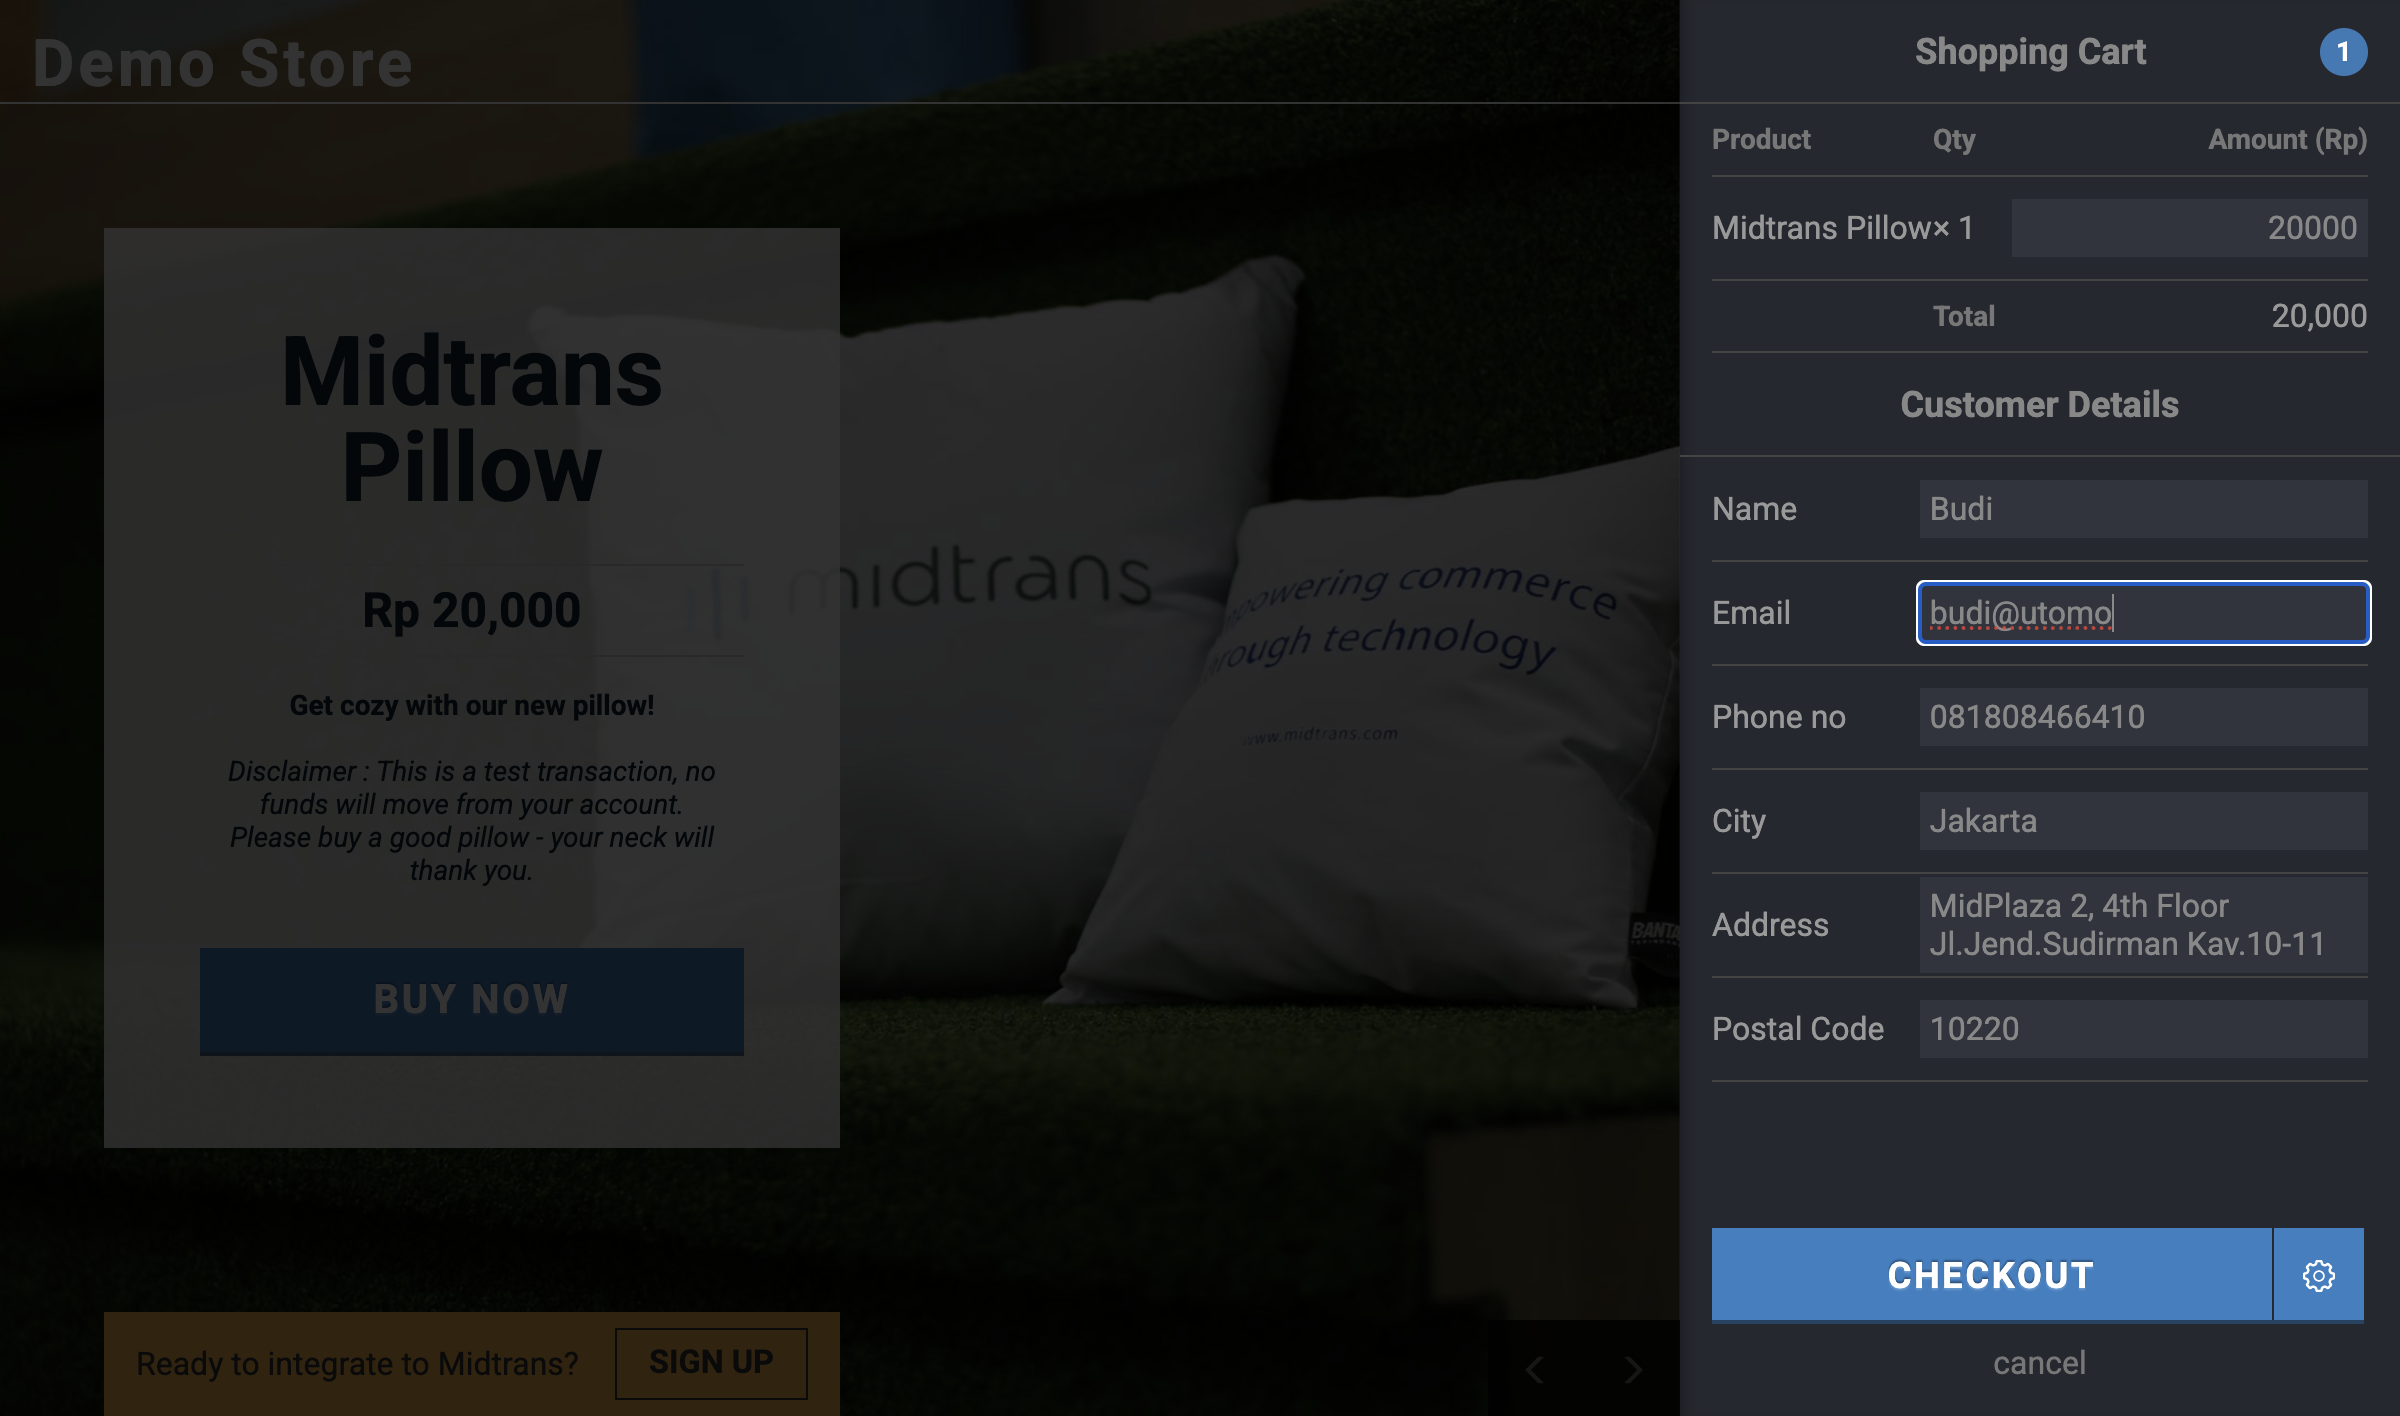 Demo Store
Midtrans
Pillow
Rp 20,000
Get cozy with our new pillow!
Disclaimer : This is a test transaction, no
funds will move from your account.
Please buy a good pillow - your neck will
thank you.
BUY NOW
Ready to integrate to Midtrans?
SIGN UP
midtrans
commerce
technology
www.midtrans.com
Shopping Cart 1
Product Qty Amount (Rp)
Midtrans Pillow× 1 20000
Total 20,000
Customer Details
Name Budi
Email budi@utomo
Phone no 081808466410
City Jakarta
Address MidPlaza 2, 4th Floor
Jl.Jend.Sudirman Kav.10-11
Postal Code 10220
CHECKOUT
cancel